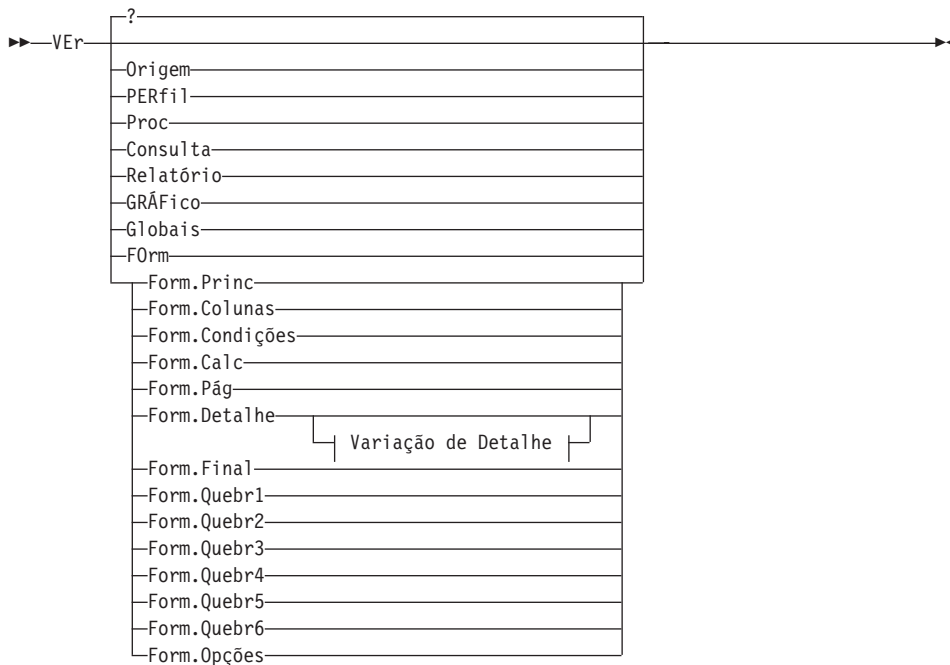 ?
VEr
Origem
PERfil
Proc
Consulta
Relatório
GRÁFico
Globais
FOrm
Form.Princ
Form.Colunas
Form.Condições
Form.Calc
Form.Pág
Form.Detalhe
Variação de Detalhe
Form.Final
Form.Quebr1
Form.Quebr2
Form.Quebr3
Form.Quebr4
Form.Quebr5
Form.Quebr6
Form.Opções